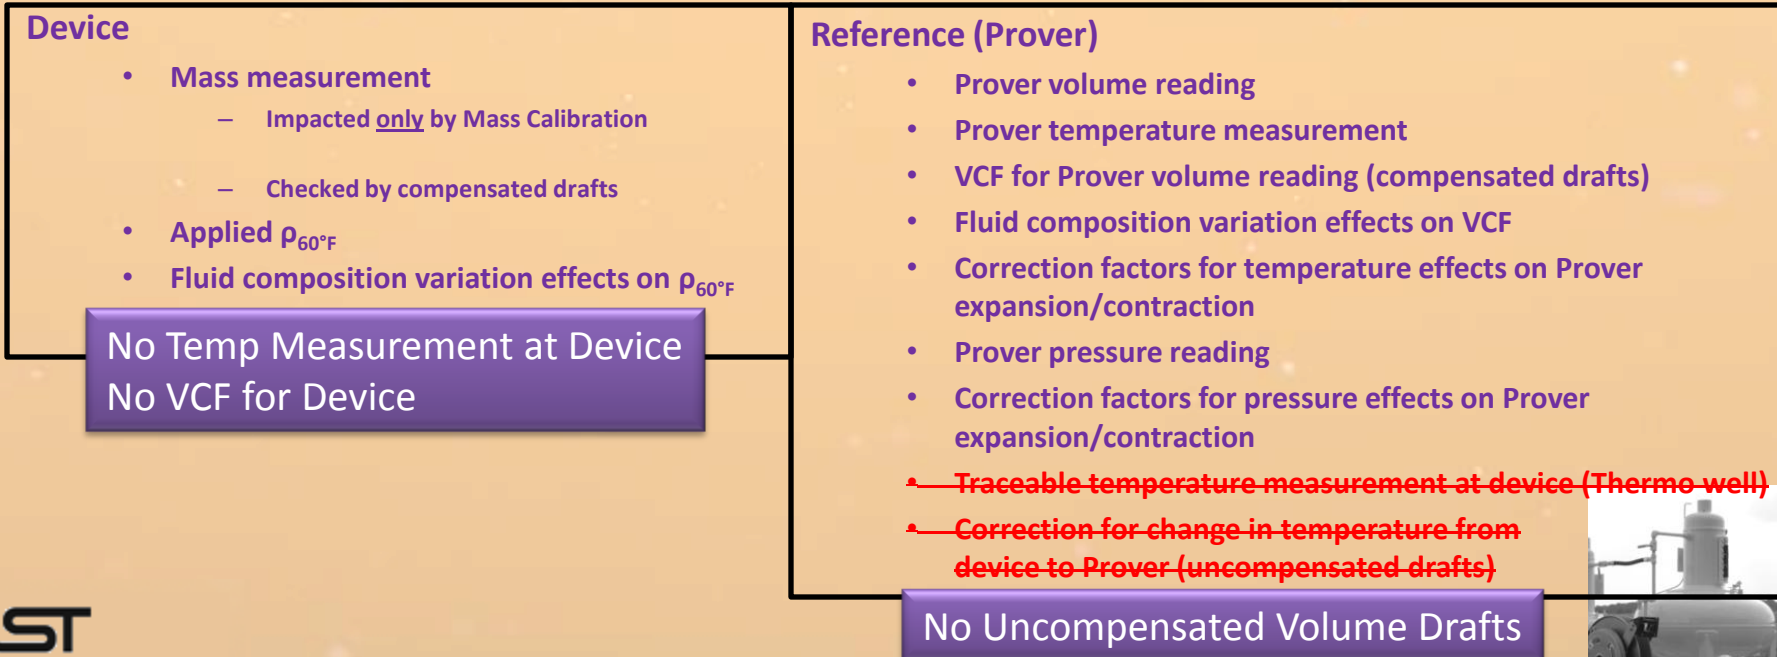 Device
• Mass measurement
– Impacted only by Mass Calibration
– Checked by compensated drafts
• Applied ρ60°F
• Fluid composition variation effects on ρ60°F
No Temp Measurement at Device
No VCF for Device
Reference (Prover)
• Prover volume reading
• Prover temperature measurement
• VCF for Prover volume reading (compensated drafts)
• Fluid composition variation effects on VCF
• Correction factors for temperature effects on Prover
expansion/contraction
• Prover pressure reading
• Correction factors for pressure effects on Prover
expansion/contraction
• Traceable temperature measurement at device (Thermo well)
• Correction for change in temperature from
device to Prover (uncompensated drafts)
No Uncompensated Volume Drafts
ST